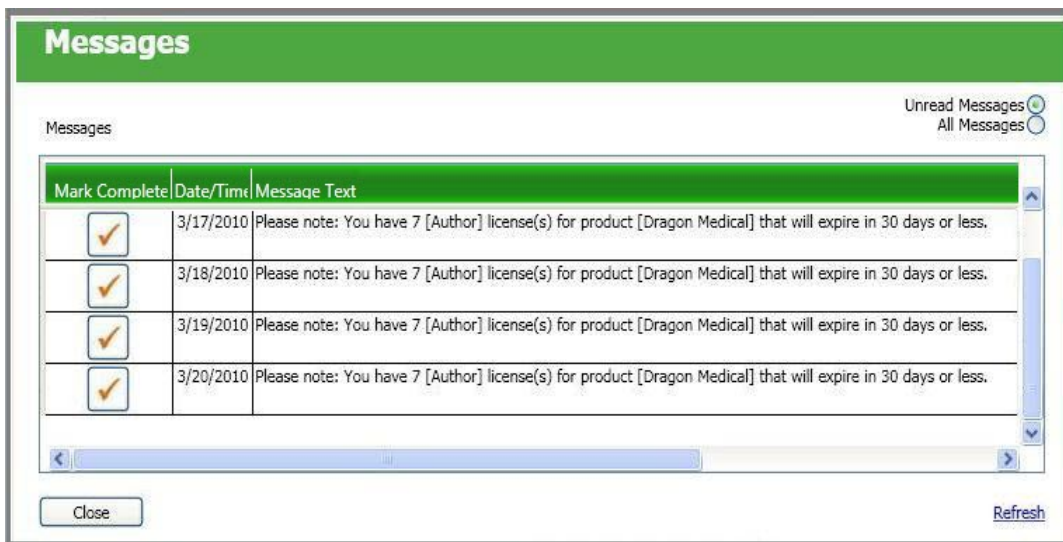 Messages
Unread Messages
All Messages
Messages
Mark Complete Date/Time Message Text
3/17/2010 Please note: You have 7 [Author] license(s) for product [Dragon Medical] that will expire in 30 days or less.
3/18/2010 Please note: You have 7 [Author] license(s) for product [Dragon Medical] that will expire in 30 days or less.
3/19/2010 Please note: You have 7 [Author] license(s) for product [Dragon Medical] that will expire in 30 days or less.
3/20/2010 Please note: You have 7 [Author] license(s) for product [Dragon Medical] that will expire in 30 days or less.
Close Refresh